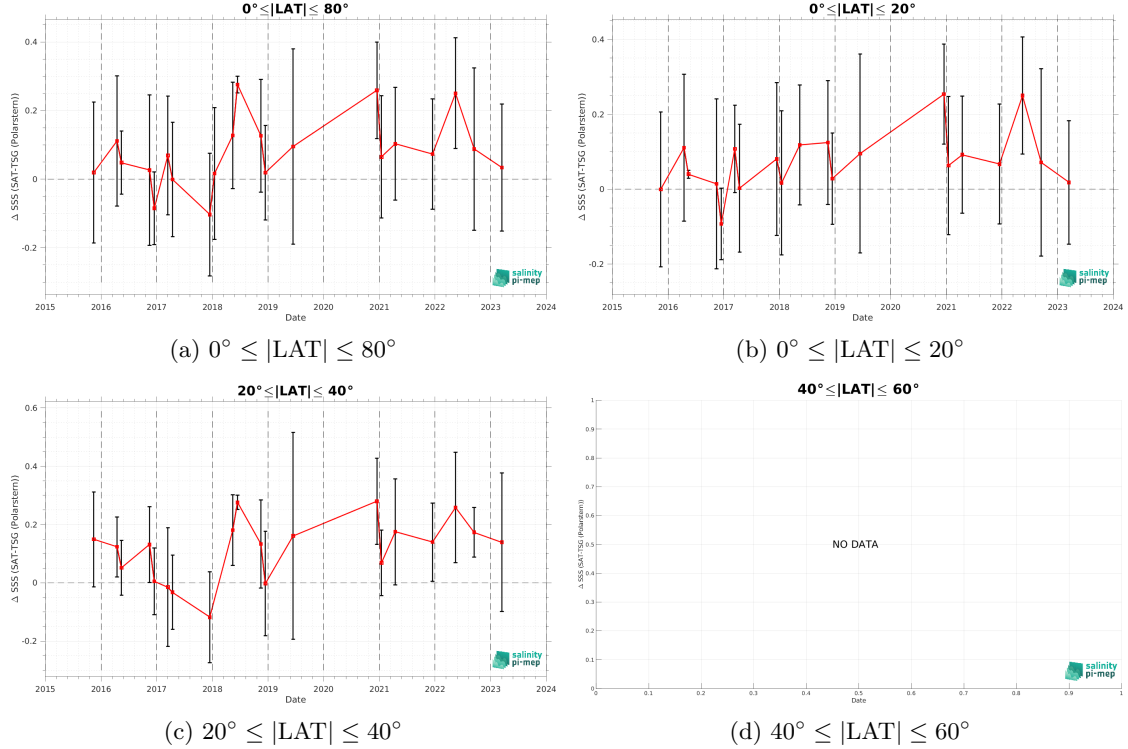 0°≤|LAT|≤ 80°
Δ SSS (SAT-TSG (Polarstern))
0.4
0.2
0
-0.2
2015 2016 2017 2018 2019 2020 2021 2022 2023 2024
Date
salinity
pi-mep
(a) 0° ≤ |LAT| ≤ 80°
0°≤|LAT|≤ 20°
Δ SSS (SAT-TSG (Polarstern))
0.4
0.2
0
-0.2
2015 2016 2017 2018 2019 2020 2021 2022 2023 2024
Date
salinity
pi-mep
(b) 0° ≤ |LAT| ≤ 20°
20°≤|LAT|≤ 40°
Δ SSS (SAT-TSG (Polarstern))
0.6
0.4
0.2
0
-0.2
2015 2016 2017 2018 2019 2020 2021 2022 2023 2024
Date
salinity
pi-mep
(c) 20° ≤ |LAT| ≤ 40°
40°≤|LAT|≤ 60°
Δ SSS (SAT-TSG (Polarstern))
1
0.9
0.8
0.7
0.6
0.5
0.4
0.3
0.2
0.1
0
NO DATA
0 0.1 0.2 0.3 0.4 0.5 0.6 0.7 0.8 0.9 1
Date
salinity
pi-mep
(d) 40° ≤ |LAT| ≤ 60°